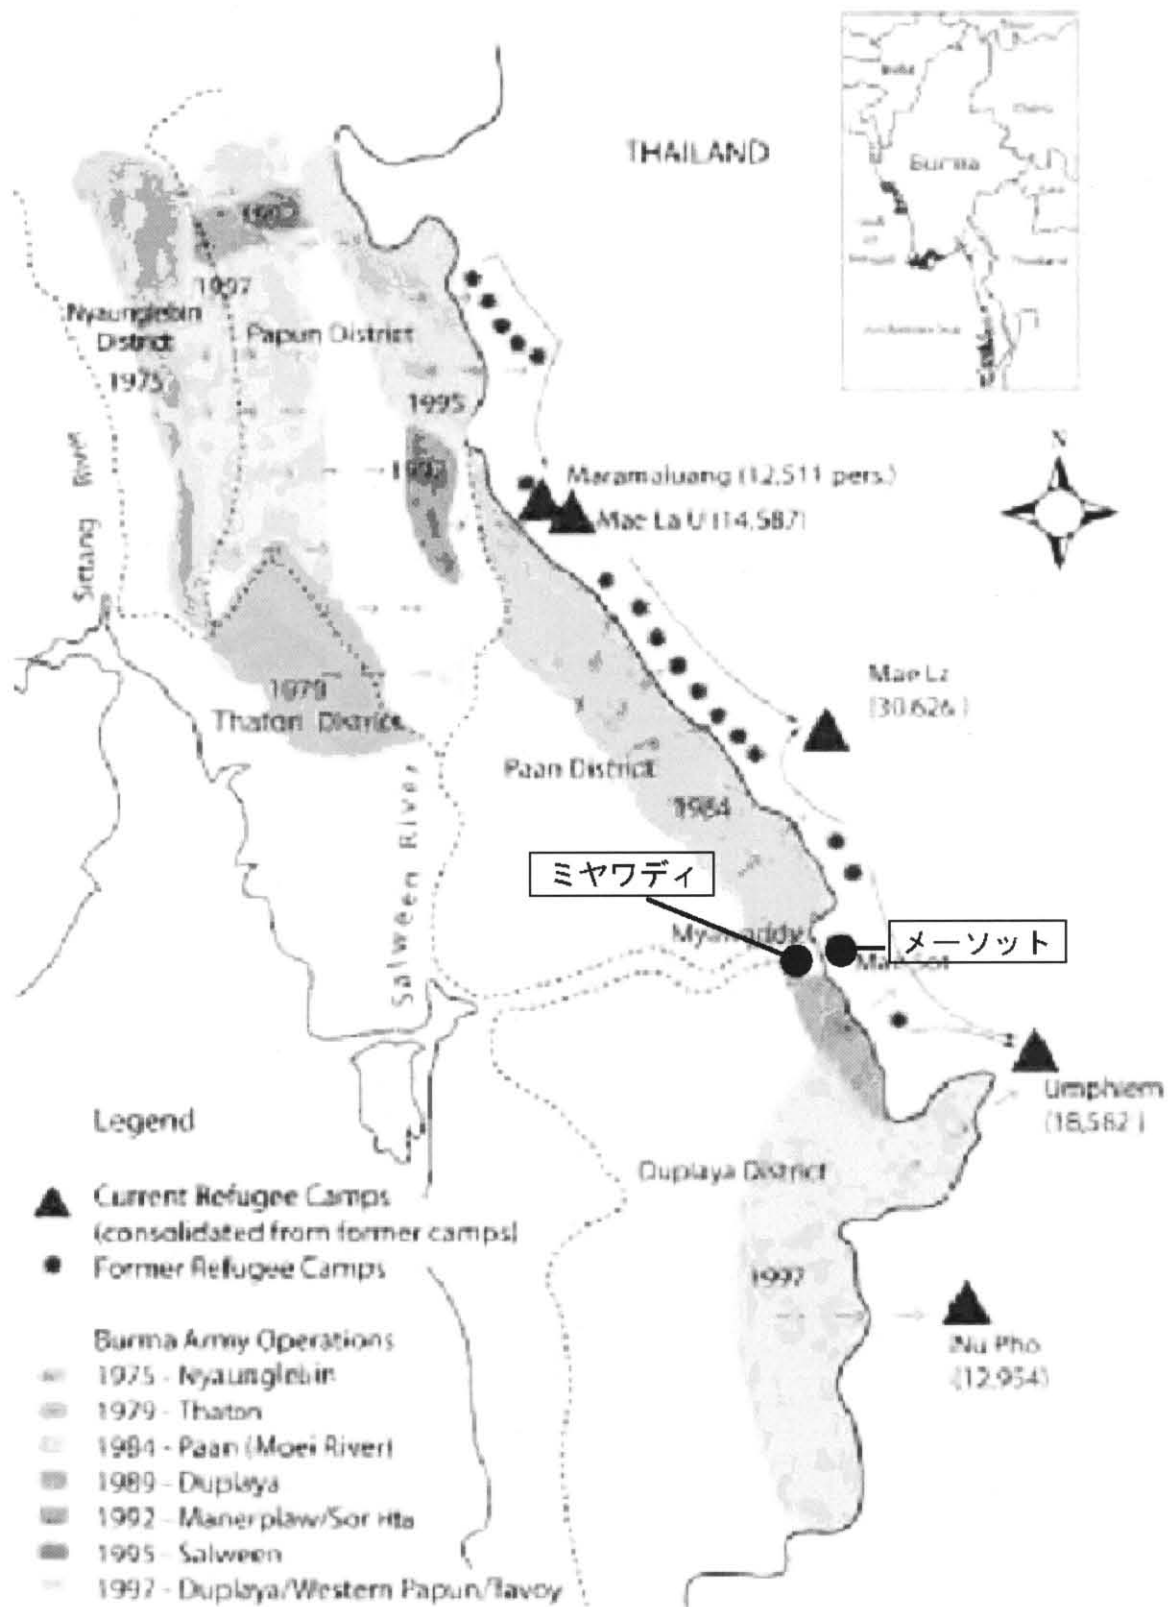 THAILAND
Burma
Thailand
N
1992
1997
Nyaunglebin
District
Papun District
1975
1995
1992
Sittang River
Maramaluang (12,511 pers.)
Mae La U (14,587)
1979
Thaton District
Mae La
(30,626 )
Paan District
1984
Salween River
ミヤワディ
メーソット
Myawaddy
Mae Sot
Umphiem
(18,562 )
Duplaya District
1997
Nu Pho
(12,954)
Legend
Current Refugee Camps
(consolidated from former camps)
Former Refugee Camps
Burma Army Operations
1975 - Nyaunglebin
1979 - Thaton
1984 - Paan (Moei River)
1989 - Duplaya
1992 - Manerplaw/Sor Hta
1995 - Salween
1997 - Duplaya/Western Papun/Tavoy